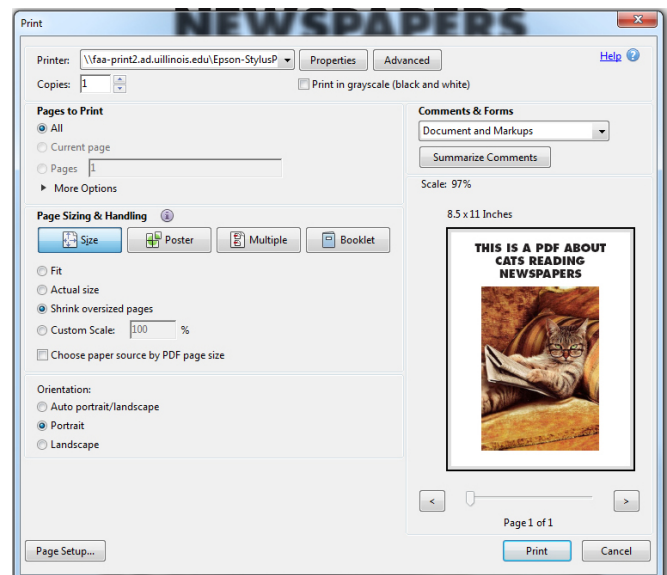 NEWSPAPERS
Print
Printer: \\faa-print2.ad.uillinois.edu\Epson-StylusP Properties Advanced Help ?
Copies: 1 Print in grayscale (black and white)
Pages to Print
All
Current page
Pages 1
More Options
Comments & Forms
Document and Markups
Summarize Comments
Scale: 97%
Page Sizing & Handling i
Size Poster Multiple Booklet
Fit
Actual size
Shrink oversized pages
Custom Scale: 100 %
Choose paper source by PDF page size
Orientation:
Auto portrait/landscape
Portrait
Landscape
8.5 x 11 Inches
THIS IS A PDF ABOUT
CATS READING
NEWSPAPERS
< >
Page 1 of 1
Page Setup... Print Cancel